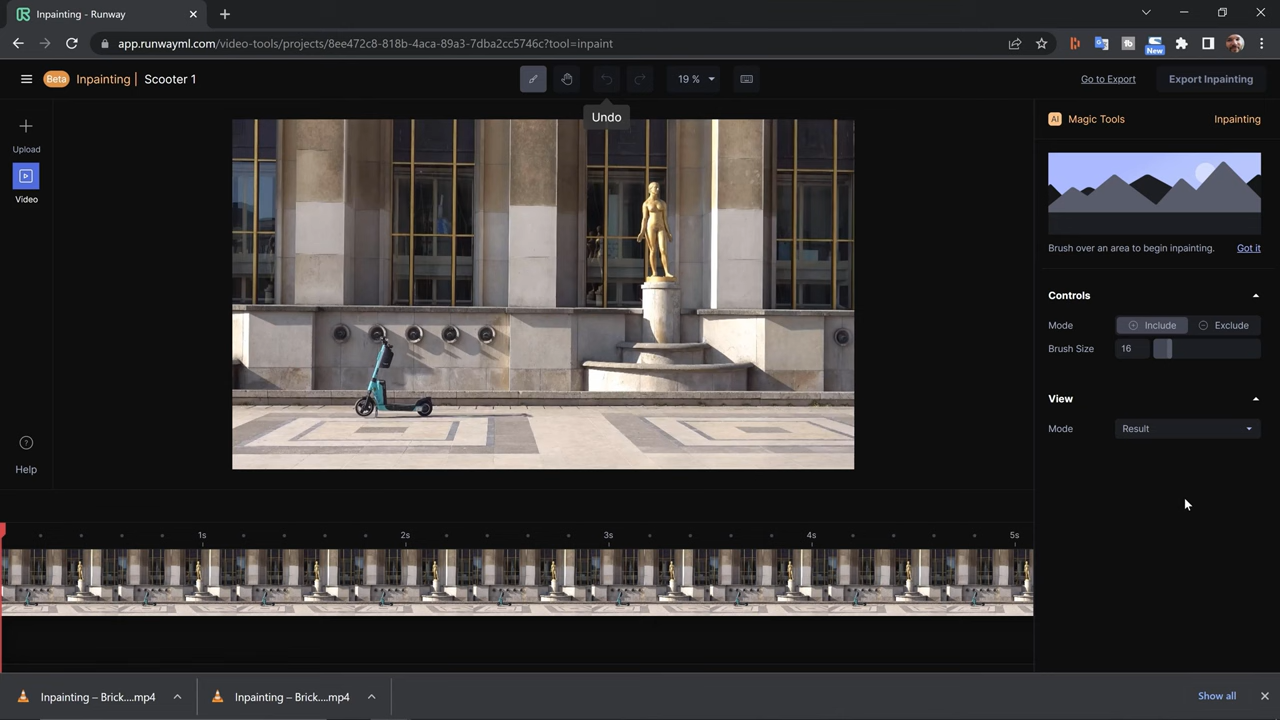 Inpainting - Runway
app.runwayml.com/video-tools/projects/8ee472c8-818b-4aca-89a3-7dba2cc5746c?tool=inpaint
New
Beta Inpainting | Scooter 1
19 %
Go to Export
Export Inpainting
Undo
Upload
Video
Help
AI Magic Tools
Inpainting
Brush over an area to begin inpainting.
Got it
Controls
Mode
Include
Exclude
Brush Size
16
View
Mode
Result
1s
2s
3s
4s
5s
Inpainting – Brick....mp4
Inpainting – Brick....mp4
Show all